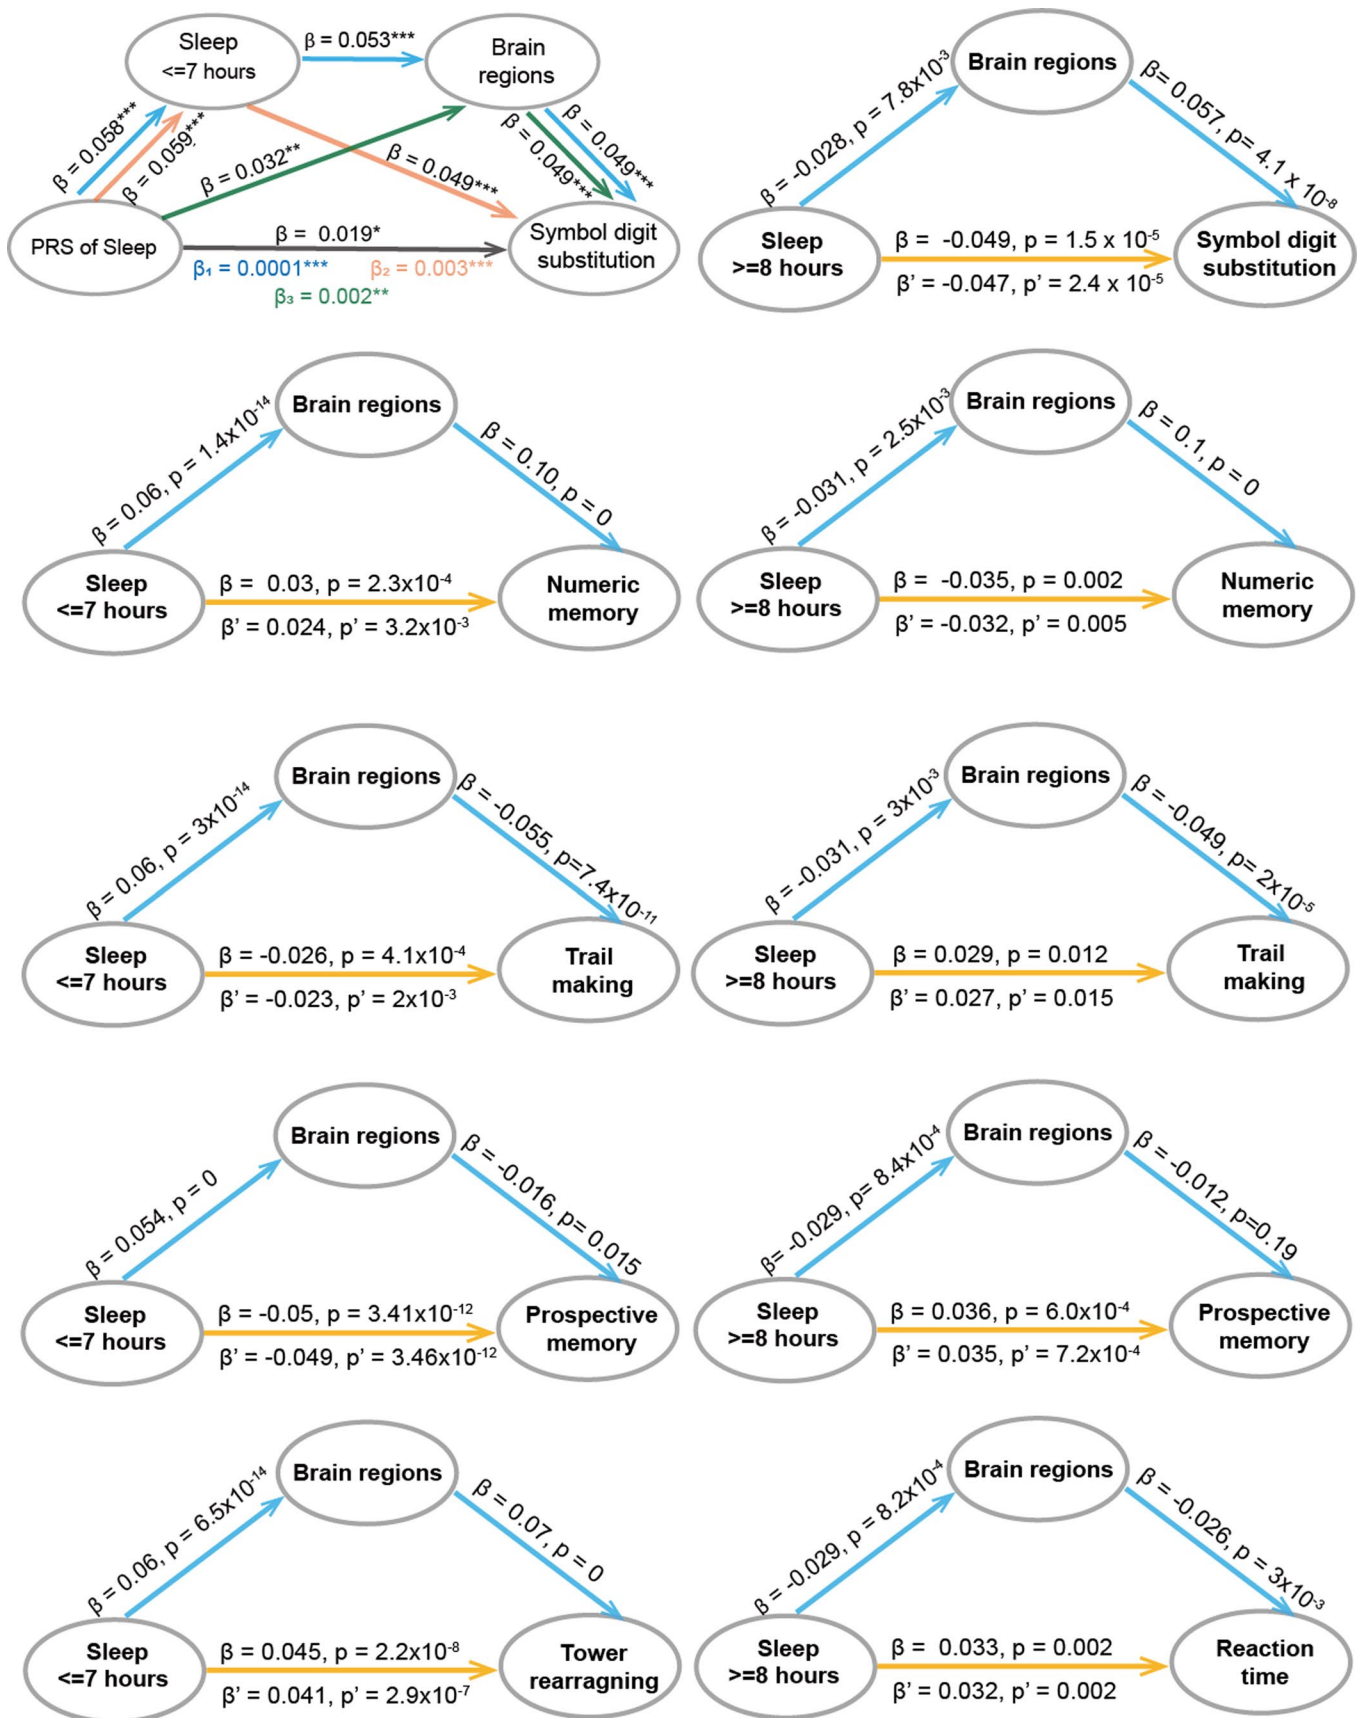 Sleep
<=7 hours
β = 0.053***
Brain
regions
β = 0.058***
β = 0.059***
β = 0.032**
β = 0.049***
β = 0.049***
β = 0.049***
PRS of Sleep
β = 0.019*
β₁ = 0.0001***
β₂ = 0.003***
β₃ = 0.002**
Symbol digit
substitution
Brain regions
β = -0.028, p = 7.8x10⁻³
β= 0.057, p= 4.1 x 10⁻⁸
Sleep
>=8 hours
β = -0.049, p = 1.5 x 10⁻⁵
β’ = -0.047, p’ = 2.4 x 10⁻⁵
Symbol digit
substitution
Brain regions
β = 0.06, p = 1.4x10⁻¹⁴
β = 0.10, p = 0
Sleep
<=7 hours
β = 0.03, p = 2.3x10⁻⁴
β’ = 0.024, p’ = 3.2x10⁻³
Numeric
memory
Brain regions
β = -0.031, p = 2.5x10⁻³
β = 0.1, p = 0
Sleep
>=8 hours
β = -0.035, p = 0.002
β’ = -0.032, p’ = 0.005
Numeric
memory
Brain regions
β = 0.06, p = 3x10⁻¹⁴
β = -0.055, p=7.4x10⁻¹¹
Sleep
<=7 hours
β = -0.026, p = 4.1x10⁻⁴
β’ = -0.023, p’ = 2x10⁻³
Trail
making
Brain regions
β = -0.031, p = 3x10⁻³
β = -0.049, p= 2x10⁻⁵
Sleep
>=8 hours
β = 0.029, p = 0.012
β’ = 0.027, p’ = 0.015
Trail
making
Brain regions
β = 0.054, p = 0
β = -0.016, p= 0.015
Sleep
<=7 hours
β = -0.05, p = 3.41x10⁻¹²
β’ = -0.049, p’ = 3.46x10⁻¹²
Prospective
memory
Brain regions
β= -0.029, p= 8.4x10⁻⁴
β = -0.012, p=0.19
Sleep
>=8 hours
β = 0.036, p = 6.0x10⁻⁴
β’ = 0.035, p’ = 7.2x10⁻⁴
Prospective
memory
Brain regions
β = 0.06, p = 6.5x10⁻¹⁴
β = 0.07, p = 0
Sleep
<=7 hours
β = 0.045, p = 2.2x10⁻⁸
β’ = 0.041, p’ = 2.9x10⁻⁷
Tower
rearragning
Brain regions
β = -0.029, p = 8.2x10⁻⁴
β = -0.026, p = 3x10⁻³
Sleep
>=8 hours
β = 0.033, p = 0.002
β’ = 0.032, p’ = 0.002
Reaction
time